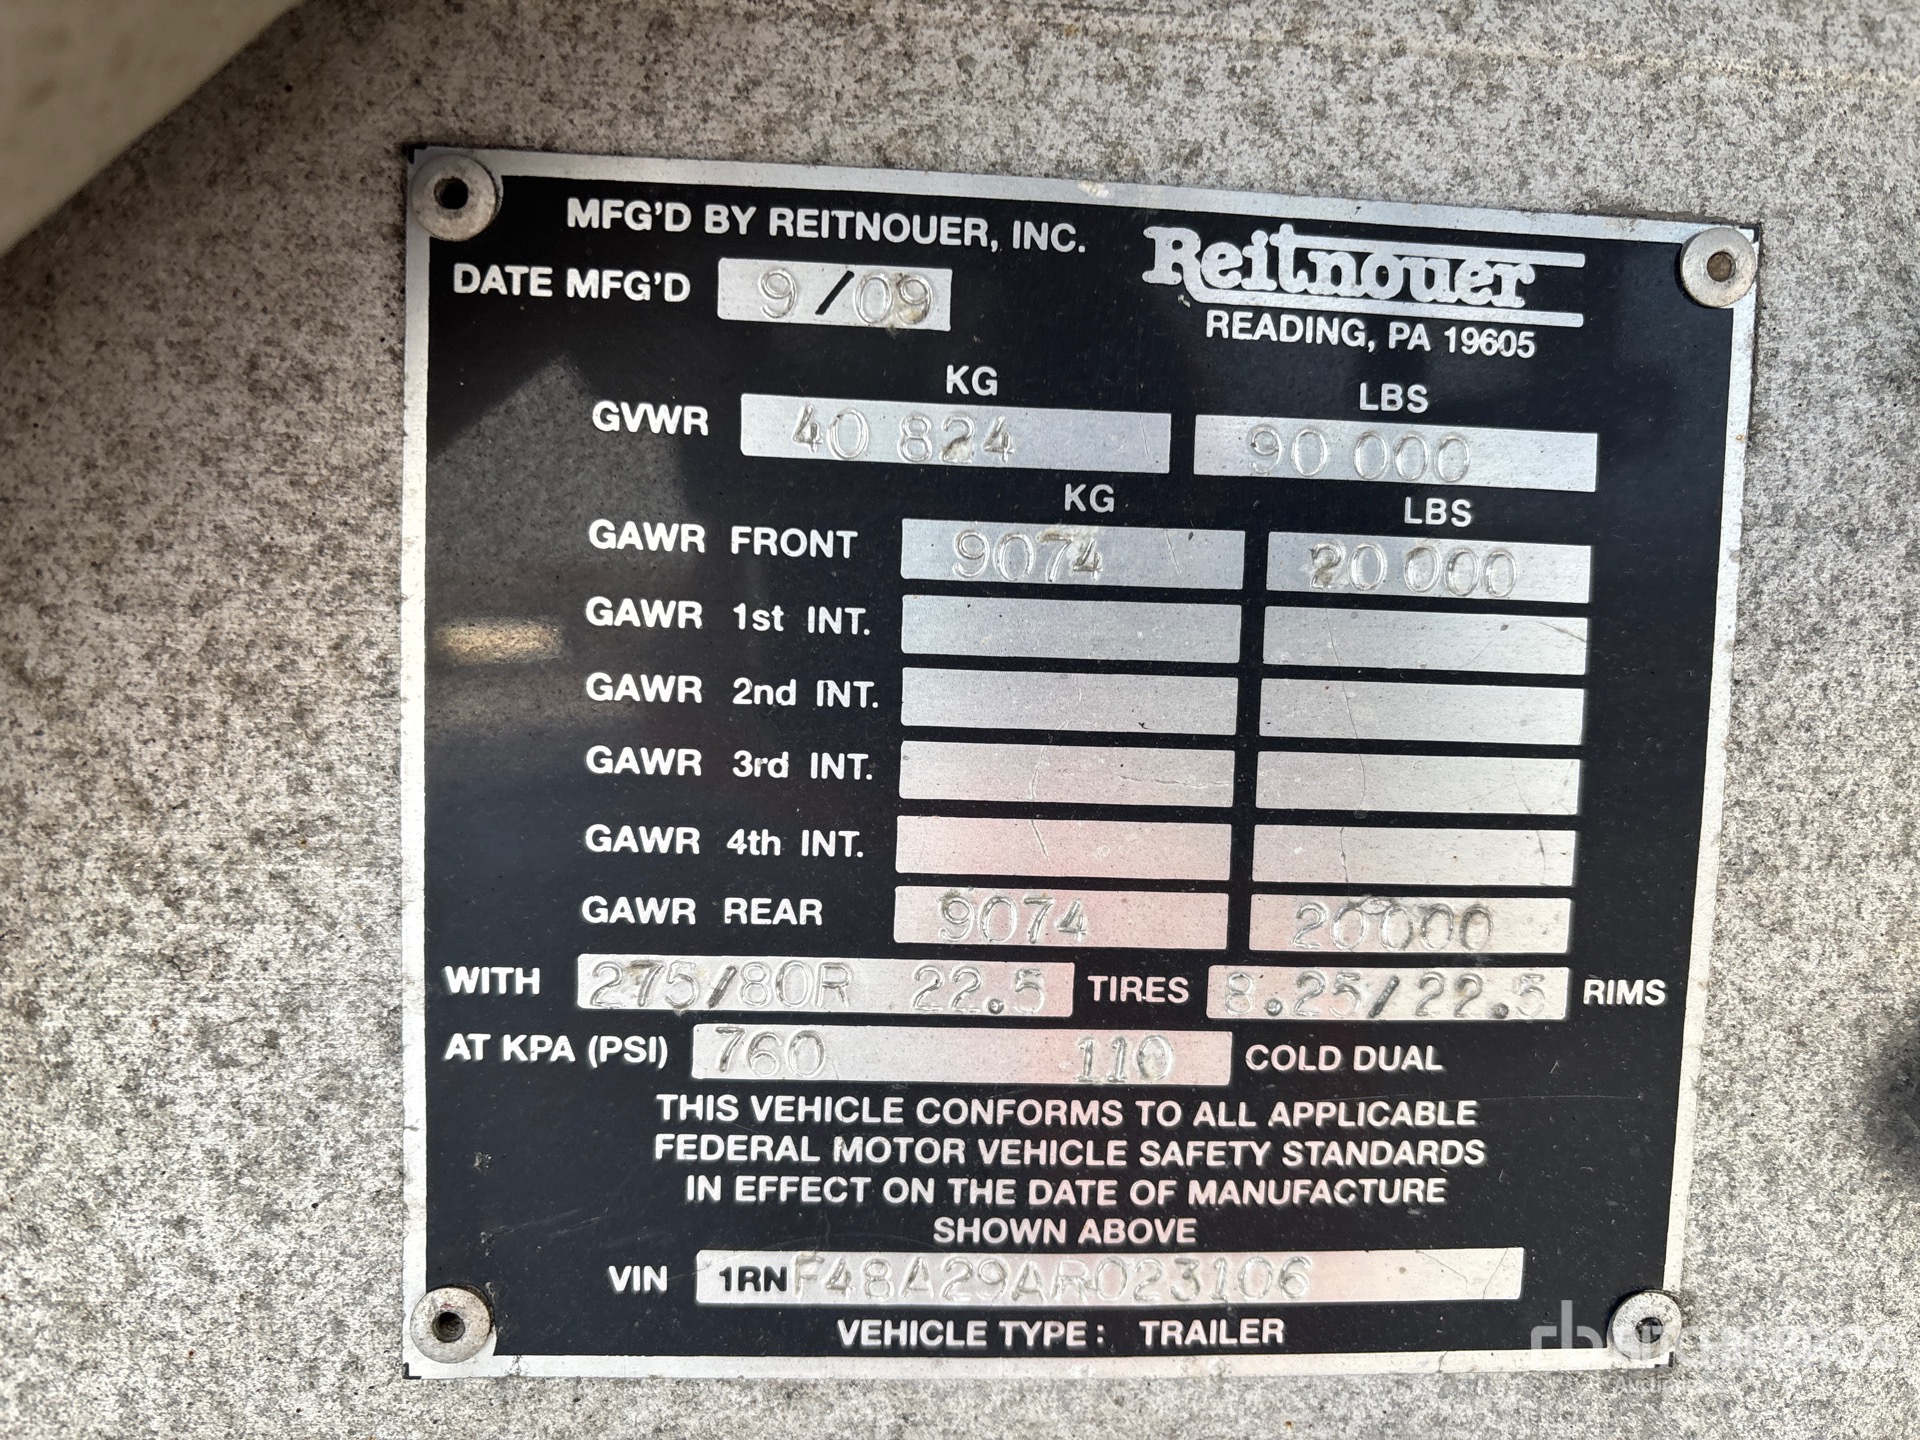 MFG'D BY REITNOUER, INC.
Reitnouer
DATE MFG'D 9/09
READING, PA 19605
KG LBS
GVWR 40 824 90 000
KG LBS
GAWR FRONT 9074 20 000
GAWR 1st INT.
GAWR 2nd INT.
GAWR 3rd INT.
GAWR 4th INT.
GAWR REAR 9074 20000
WITH 275/80R 22.5 TIRES 8.25/22.5 RIMS
AT KPA (PSI) 760 110 COLD DUAL
THIS VEHICLE CONFORMS TO ALL APPLICABLE
FEDERAL MOTOR VEHICLE SAFETY STANDARDS
IN EFFECT ON THE DATE OF MANUFACTURE
SHOWN ABOVE
VIN 1RNF48A29AR023106
VEHICLE TYPE: TRAILER